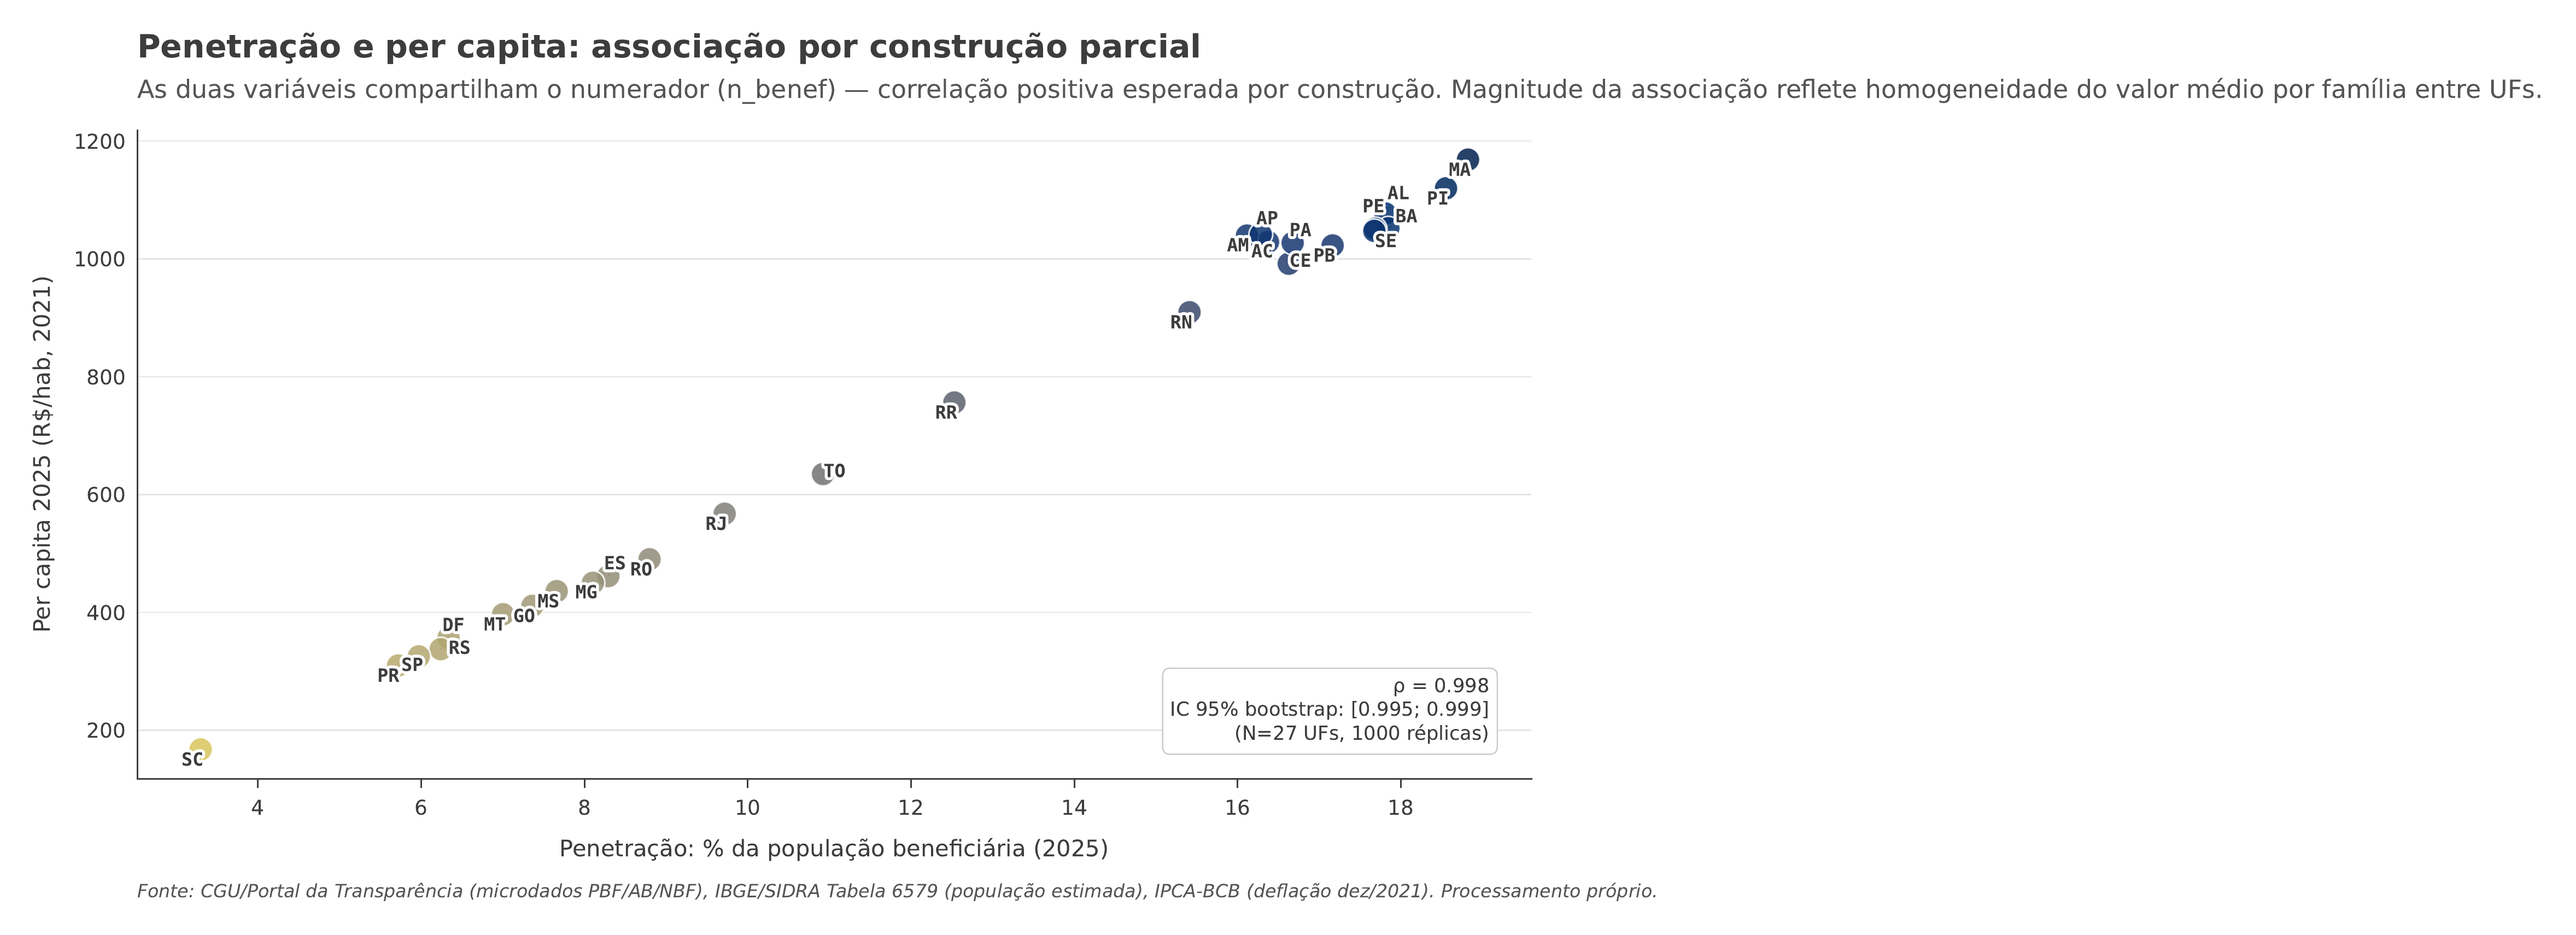 Penetração e per capita: associação por construção parcial
As duas variáveis compartilham o numerador (n_benef) — correlação positiva esperada por construção. Magnitude da associação reflete homogeneidade do valor médio por família entre UFs.
Per capita 2025 (R$/hab, 2021)
1200
1000
800
600
400
200
MA
PI
AL
PE
BA
SE
AP
AM
AC
PA
CE
PB
RN
RR
TO
RJ
ES
RO
MG
MS
GO
MT
DF
RS
SP
PR
SC
ρ = 0.998
IC 95% bootstrap: [0.995; 0.999]
(N=27 UFs, 1000 réplicas)
4 6 8 10 12 14 16 18
Penetração: % da população beneficiária (2025)
Fonte: CGU/Portal da Transparência (microdados PBF/AB/NBF), IBGE/SIDRA Tabela 6579 (população estimada), IPCA-BCB (deflação dez/2021). Processamento próprio.